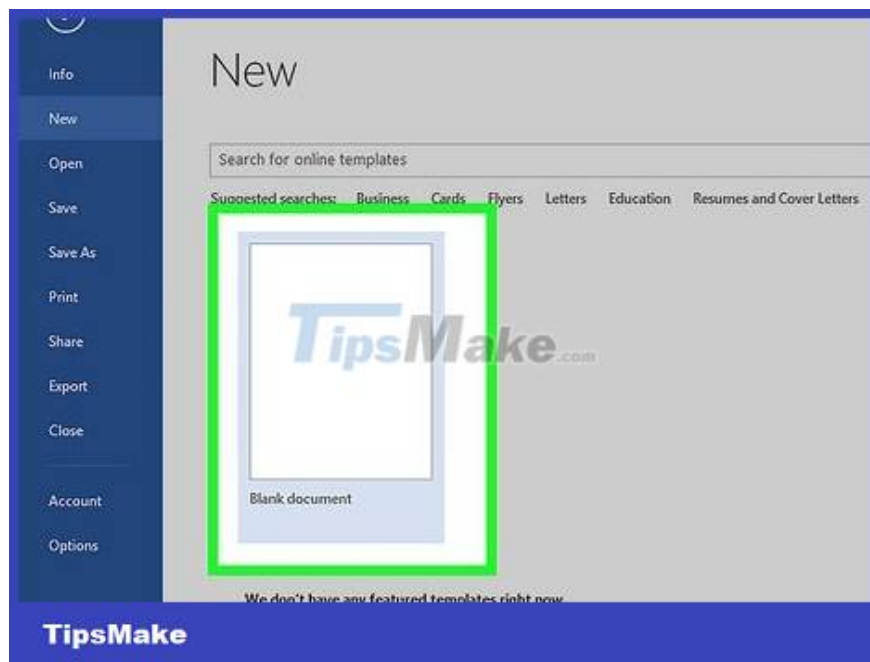 Info
New
Open
Save
Save As
Print
Share
Export
Close
Account
Options
New
Search for online templates
Suggested searches: Business Cards Flyers Letters Education Resumes and Cover Letters
TipsMake.com
Blank document
We don't have any featured templates right now
TipsMake